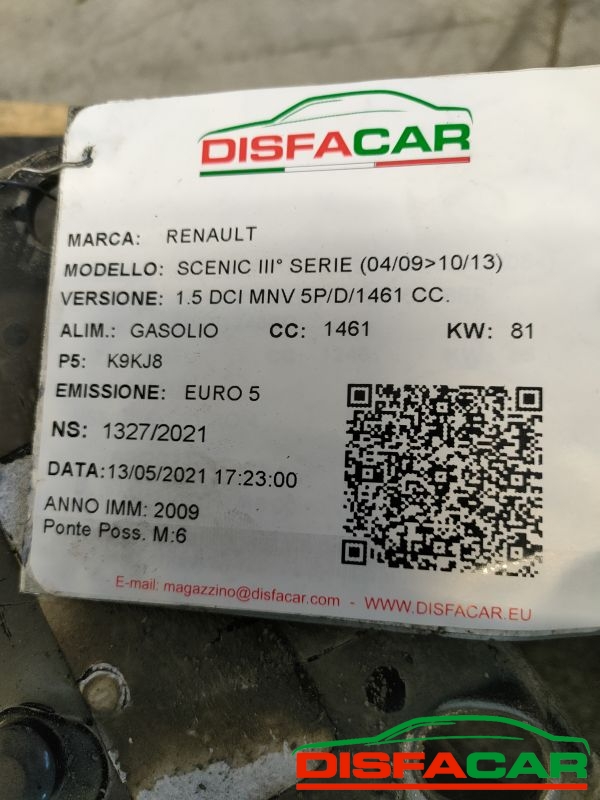 DISFACAR
MARCA: RENAULT
MODELLO: SCENIC III° SERIE (04/09>10/13)
VERSIONE: 1.5 DCI MNV 5P/D/1461 CC.
ALIM.: GASOLIO CC: 1461 KW: 81
P5: K9KJ8
EMISSIONE: EURO 5
NS: 1327/2021
DATA:13/05/2021 17:23:00
ANNO IMM: 2009
Ponte Poss. M:6
E-mail: magazzino@disfacar.com - WWW.DISFACAR.EU
DISFACAR